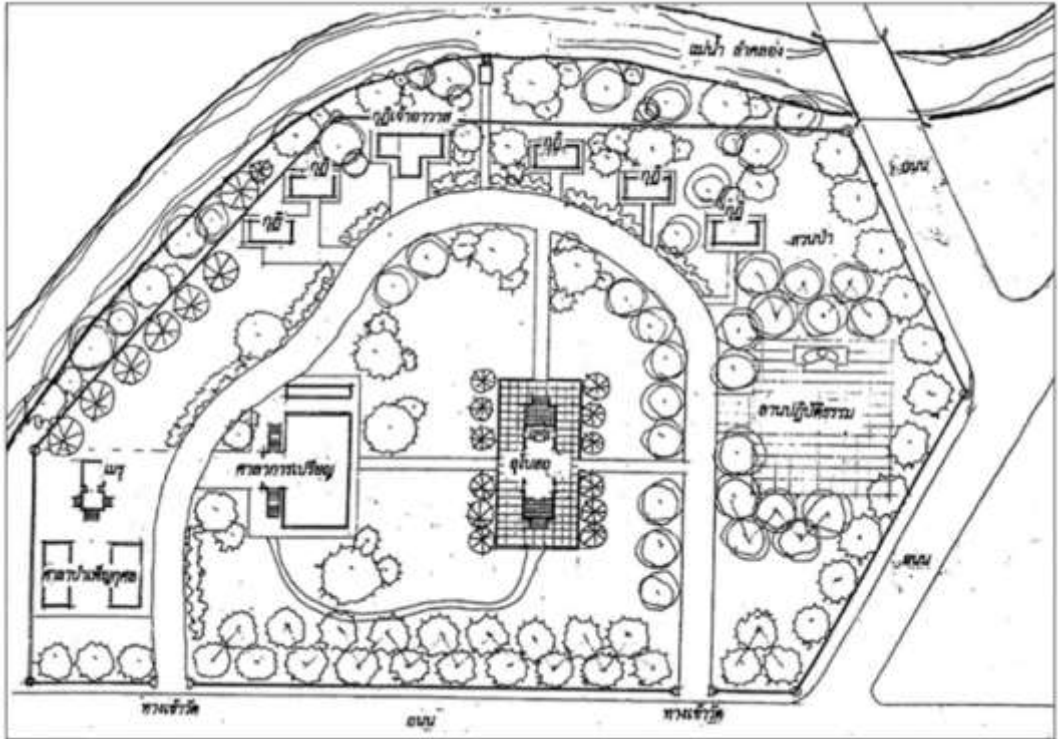 แม่น้ำ ลำคลอง
กุฏิเจ้าอาวาส
กุฏิ
กุฏิ
กุฏิ
กุฏิ
กุฏิ
ถนน
สวนป่า
ลานปฏิบัติธรรม
อุโบสถ
ศาลาการเปรียญ
เมรุ
ศาลาบำเพ็ญกุศล
ถนน
ทางเข้าวัด
ถนน
ทางเข้าวัด